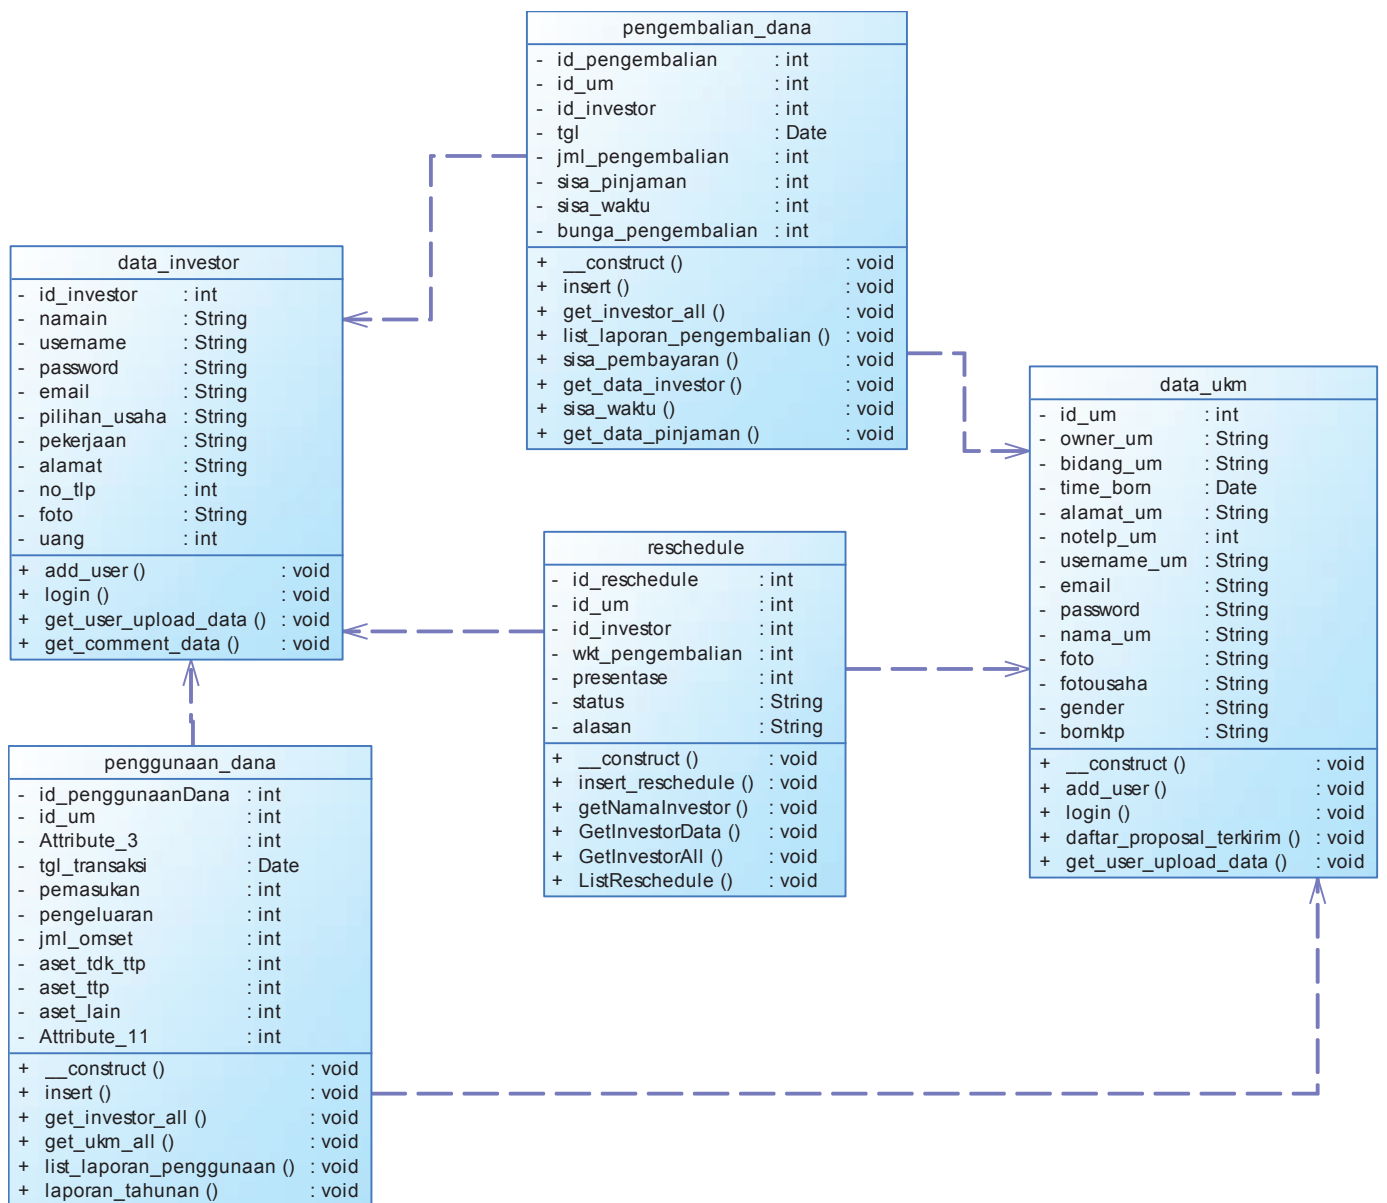 pengembalian_dana
- id_pengembalian : int
- id_um : int
- id_investor : int
- tgl : Date
- jml_pengembalian : int
- sisa_pinjaman : int
- sisa_waktu : int
- bunga_pengembalian : int
+ __construct () : void
+ insert () : void
+ get_investor_all () : void
+ list_laporan_pengembalian () : void
+ sisa_pembayaran () : void
+ get_data_investor () : void
+ sisa_waktu () : void
+ get_data_pinjaman () : void
data_investor
- id_investor : int
- namain : String
- username : String
- password : String
- email : String
- pilihan_usaha : String
- pekerjaan : String
- alamat : String
- no_tlp : int
- foto : String
- uang : int
+ add_user () : void
+ login () : void
+ get_user_upload_data () : void
+ get_comment_data () : void
data_ukm
- id_um : int
- owner_um : String
- bidang_um : String
- time_born : Date
- alamat_um : String
- notelp_um : int
- username_um : String
- email : String
- password : String
- nama_um : String
- foto : String
- fotousaha : String
- gender : String
- bornktp : String
+ __construct () : void
+ add_user () : void
+ login () : void
+ daftar_proposal_terkirim () : void
+ get_user_upload_data () : void
reschedule
- id_reschedule : int
- id_um : int
- id_investor : int
- wkt_pengembalian : int
- presentase : int
- status : String
- alasan : String
+ __construct () : void
+ insert_reschedule () : void
+ getNamaInvestor () : void
+ GetInvestorData () : void
+ GetInvestorAll () : void
+ ListReschedule () : void
penggunaan_dana
- id_penggunaanDana : int
- id_um : int
- Attribute_3 : int
- tgl_transaksi : Date
- pemasukan : int
- pengeluaran : int
- jml_omset : int
- aset_tdk_ttp : int
- aset_ttp : int
- aset_lain : int
- Attribute_11 : int
+ __construct () : void
+ insert () : void
+ get_investor_all () : void
+ get_ukm_all () : void
+ list_laporan_penggunaan () : void
+ laporan_tahunan () : void